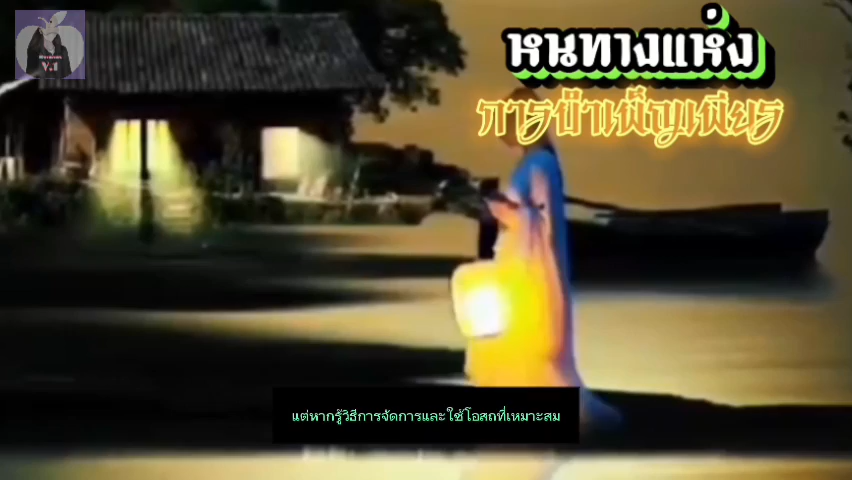 หนทางแห่ง
การบำเพ็ญเพียร
V.1
แต่หากรู้วิธีการจัดการและใช้โอสถที่เหมาะสม